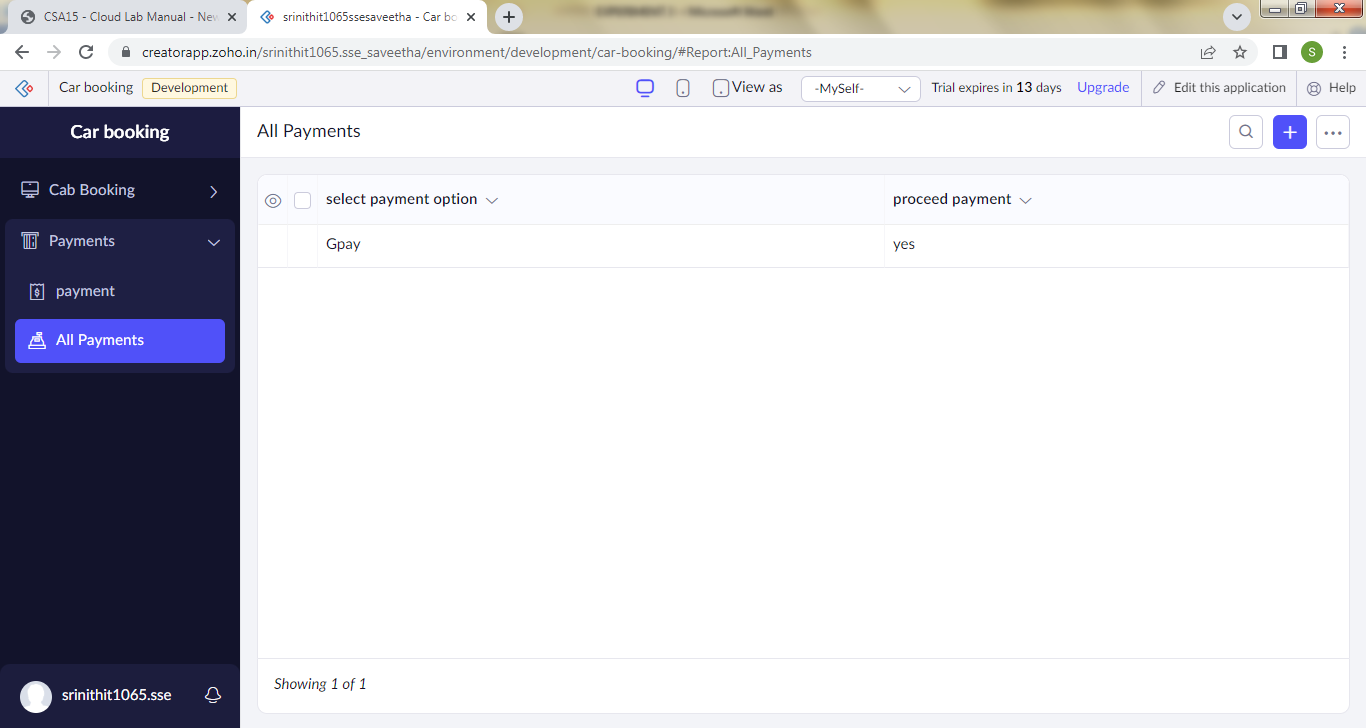 CSA15 - Cloud Lab Manual - New
srinithit1065ssesaveetha - Car bo
creatorapp.zoho.in/srinithit1065.sse_saveetha/environment/development/car-booking/#Report:All_Payments
S
Car booking Development View as -MySelf- Trial expires in 13 days Upgrade Edit this application Help
Car booking
All Payments
Cab Booking
Payments
payment
All Payments
select payment option proceed payment
Gpay yes
Showing 1 of 1
srinithit1065.sse